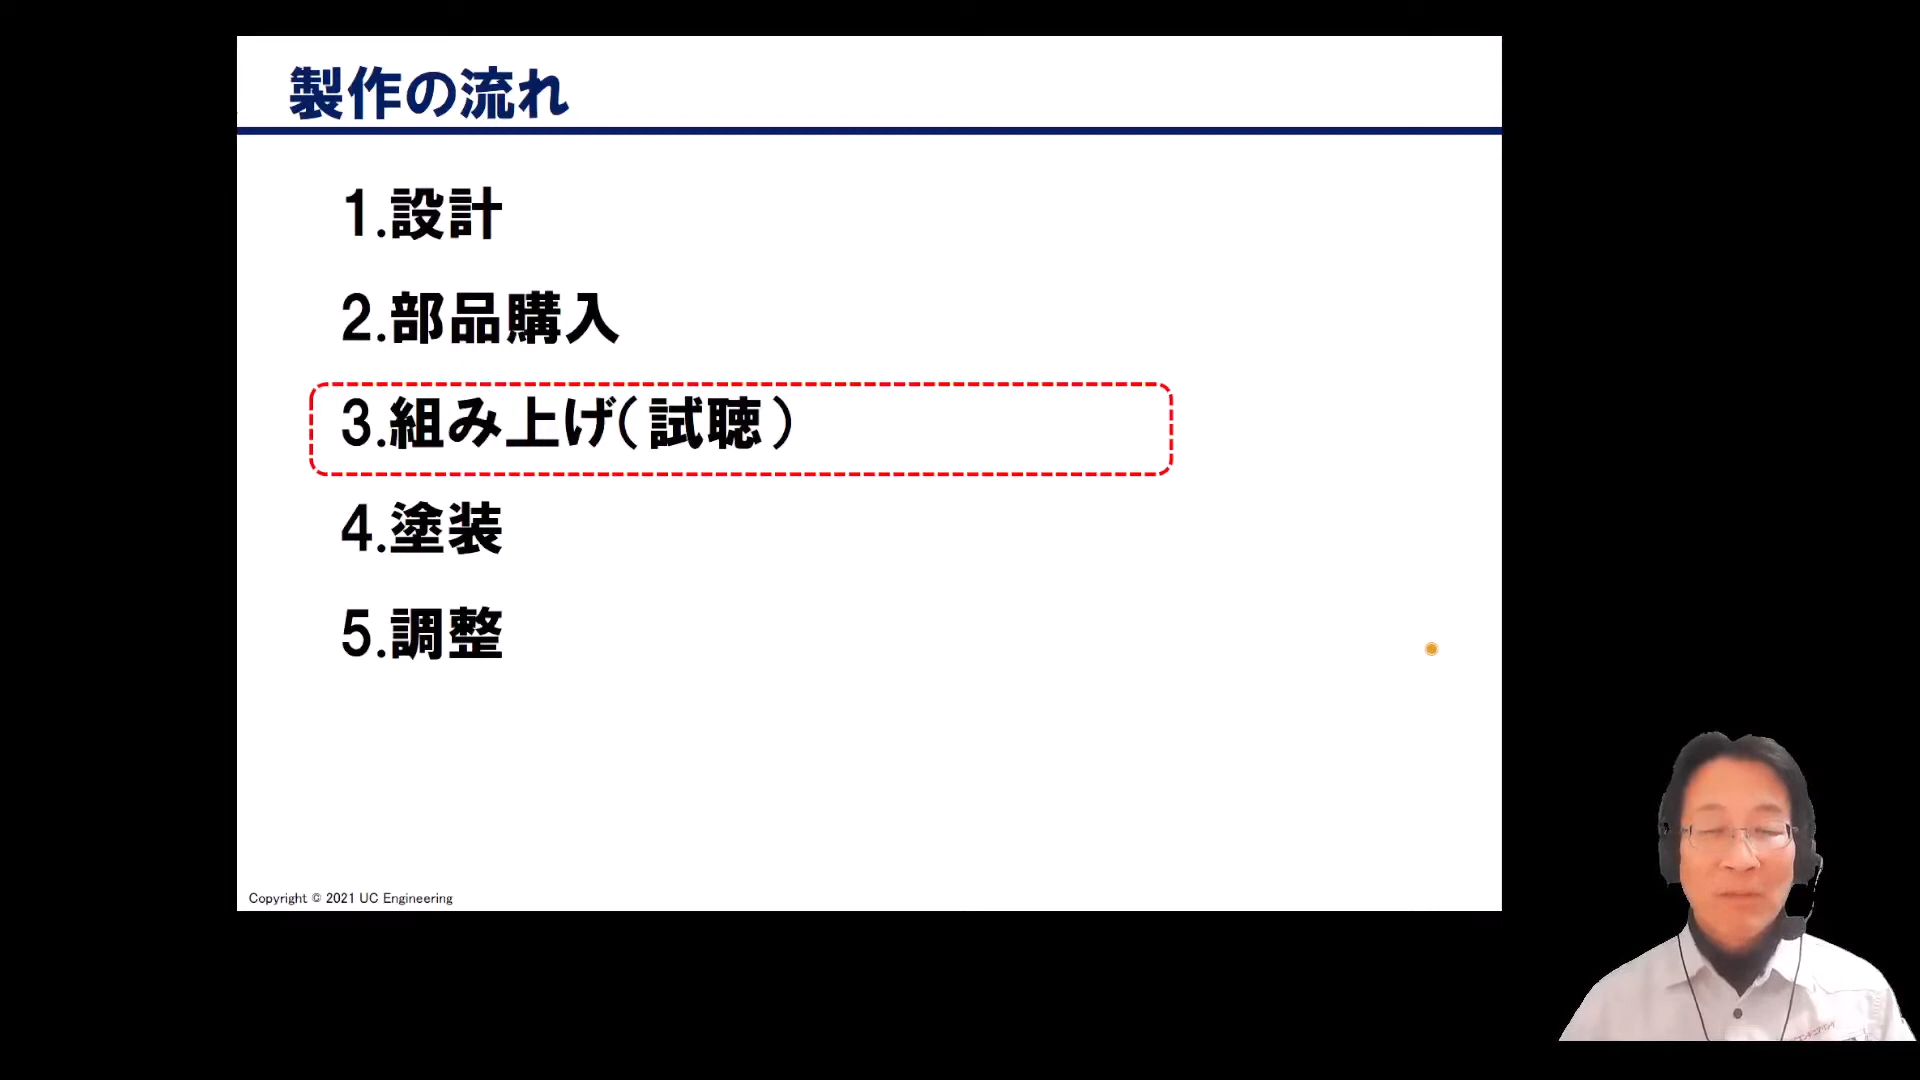 製作の流れ
1.設計
2.部品購入
3.組み上げ(試聴)
4.塗装
5.調整
Copyright © 2021 UC Engineering